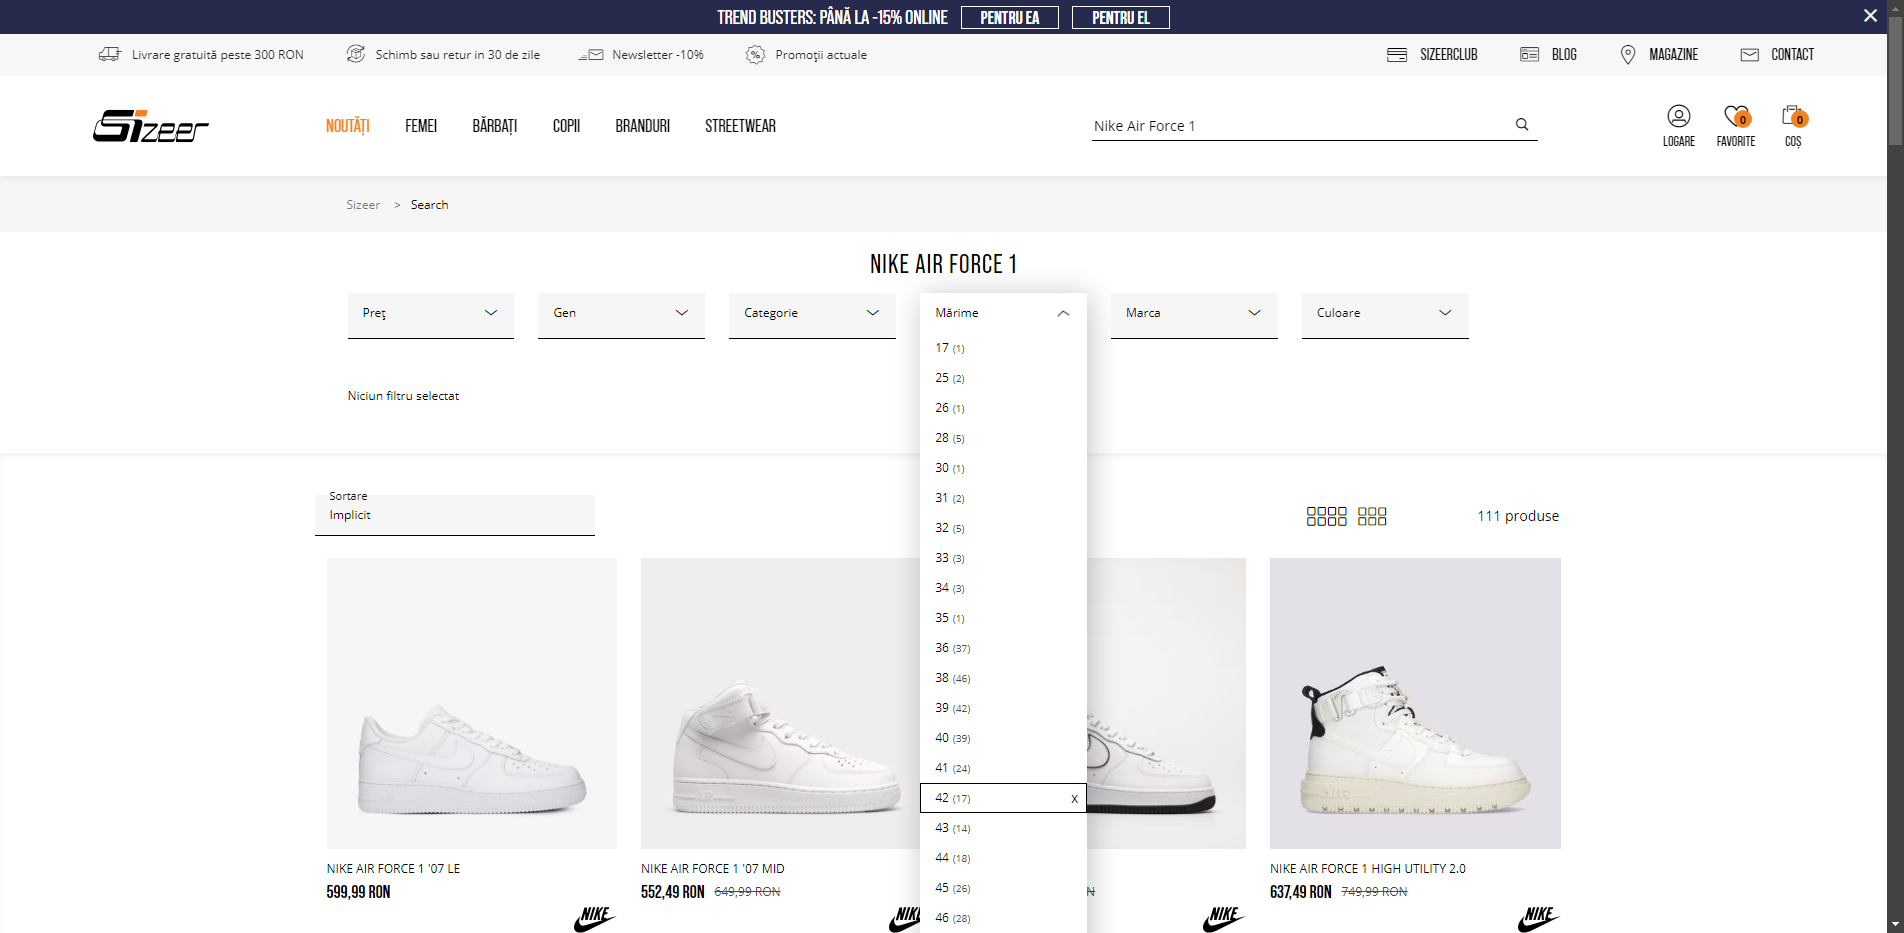 TREND BUSTERS: PÂNĂ LA -15% ONLINE PENTRU EA PENTRU EL
Livrare gratuită peste 300 RON Schimb sau retur in 30 de zile Newsletter -10% Promoții actuale SIZEERCLUB BLOG MAGAZINE CONTACT
Sizeer NOUTĂȚI FEMEI BĂRBAȚI COPII BRANDURI STREETWEAR Nike Air Force 1 0 0
LOGARE FAVORITE COȘ
Sizeer > Search
NIKE AIR FORCE 1
Preț Gen Categorie Mărime Marca Culoare
17 (1)
25 (2)
Niciun filtru selectat
26 (1)
28 (5)
30 (1)
31 (2)
Sortare
Implicit
111 produse
32 (5)
33 (3)
34 (3)
35 (1)
36 (37)
38 (46)
39 (42)
40 (39)
41 (24)
42 (17) X
43 (14)
44 (18)
45 (26)
46 (28)
NIKE AIR FORCE 1 '07 LE
599,99 RON
NIKE
NIKE AIR FORCE 1 '07 MID
552,49 RON 649,99 RON
NIKE
NIKE
NIKE AIR FORCE 1 HIGH UTILITY 2.0
637,49 RON 749,99 RON
NIKE